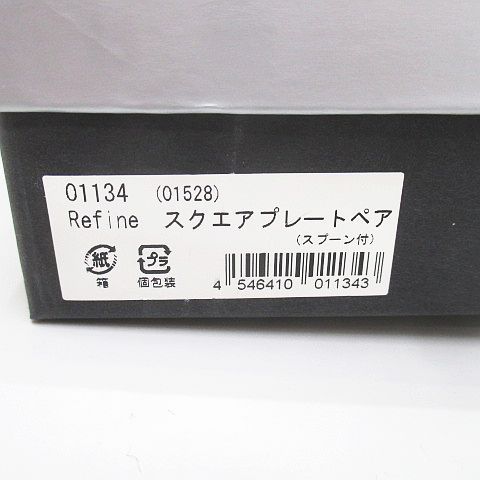 01134 (01528)
Refine スクエアプレートペア
(スプーン付)
紙 プラ
箱 個包装
4 546410 011343